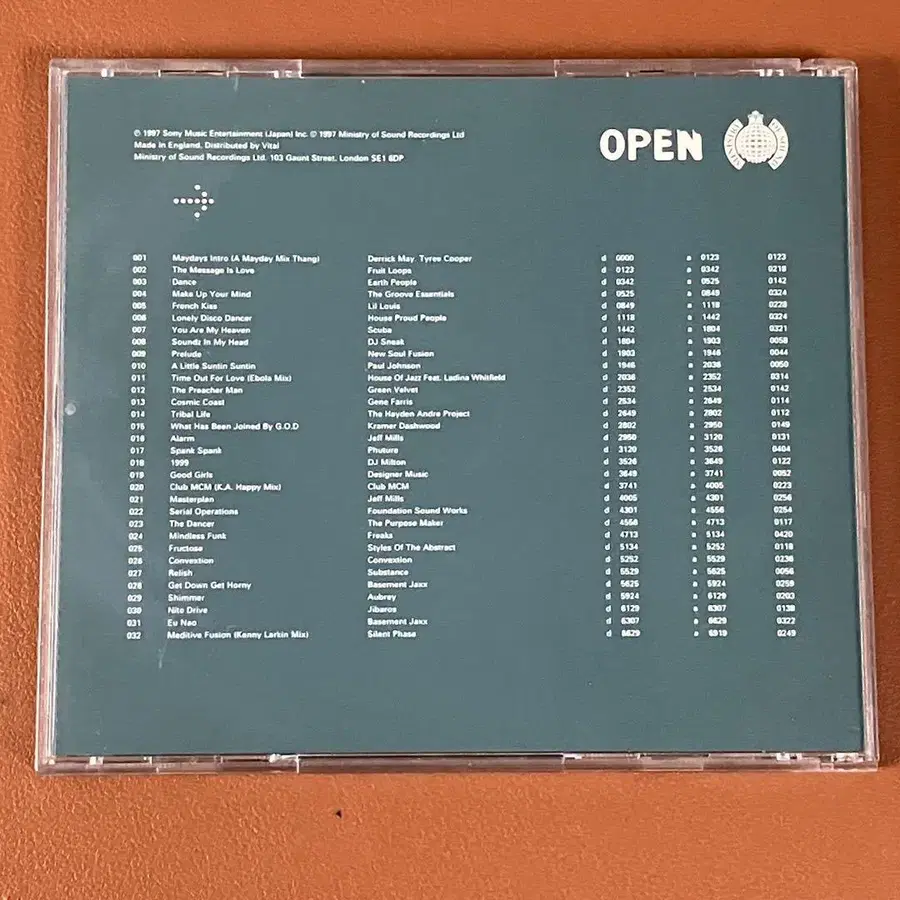 ℗ 1997 Sony Music Entertainment (Japan) Inc. © 1997 Ministry of Sound Recordings Ltd
Made in England. Distributed by Vital
Ministry of Sound Recordings Ltd. 103 Gaunt Street. London SE1 6DP
OPEN
MINISTRY OF SOUND
001 Maydays Intro (A Mayday Mix Thang) Derrick May. Tyree Cooper d 0000 a 0123 0123
002 The Message Is Love Fruit Loops d 0123 a 0342 0218
003 Dance Earth People d 0342 a 0525 0142
004 Make Up Your Mind The Groove Essentials d 0525 a 0849 0324
005 French Kiss Lil Louis d 0849 a 1118 0228
006 Lonely Disco Dancer House Proud People d 1118 a 1442 0324
007 You Are My Heaven Scuba d 1442 a 1804 0321
008 Soundz In My Head DJ Sneak d 1804 a 1903 0058
009 Prelude New Soul Fusion d 1903 a 1946 0044
010 A Little Suntin Suntin Paul Johnson d 1946 a 2036 0050
011 Time Out For Love (Ebola Mix) House Of Jazz Feat. Ladina Whitfield d 2036 a 2352 0314
012 The Preacher Man Green Velvet d 2352 a 2534 0142
013 Cosmic Coast Gene Farris d 2534 a 2649 0114
014 Tribal Life The Hayden Andre Project d 2649 a 2802 0112
015 What Has Been Joined By G.O.D Kramer Dashwood d 2802 a 2950 0149
016 Alarm Jeff Mills d 2950 a 3120 0131
017 Spank Spank Phuture d 3120 a 3526 0404
018 1999 DJ Milton d 3526 a 3649 0122
019 Good Girls Designer Music d 3649 a 3741 0052
020 Club MCM (K.A. Happy Mix) Club MCM d 3741 a 4005 0223
021 Masterplan Jeff Mills d 4005 a 4301 0256
022 Serial Operations Foundation Sound Works d 4301 a 4556 0254
023 The Dancer The Purpose Maker d 4556 a 4713 0117
024 Mindless Funk Freaks d 4713 a 5134 0420
025 Fructose Styles Of The Abstract d 5134 a 5252 0118
026 Convextion Convextion d 5252 a 5529 0236
027 Relish Substance d 5529 a 5625 0056
028 Get Down Get Horny Basement Jaxx d 5625 a 5924 0259
029 Shimmer Aubrey d 5924 a 6129 0203
030 Nite Drive Jibaros d 6129 a 6307 0138
031 Eu Nao Basement Jaxx d 6307 a 6629 0322
032 Meditive Fusion (Kenny Larkin Mix) Silent Phase d 6629 a 6919 0249